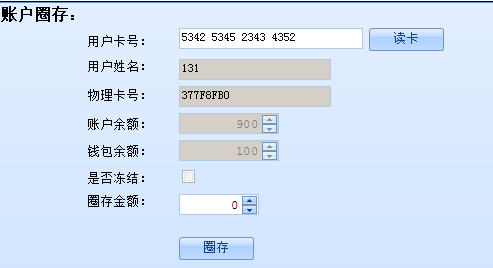 账户圈存：
用户卡号： 5342 5345 2343 4352 读卡
用户姓名： 131
物理卡号： 377F8FB0
账户余额： 900
钱包余额： 100
是否冻结：
圈存金额： 0
圈存